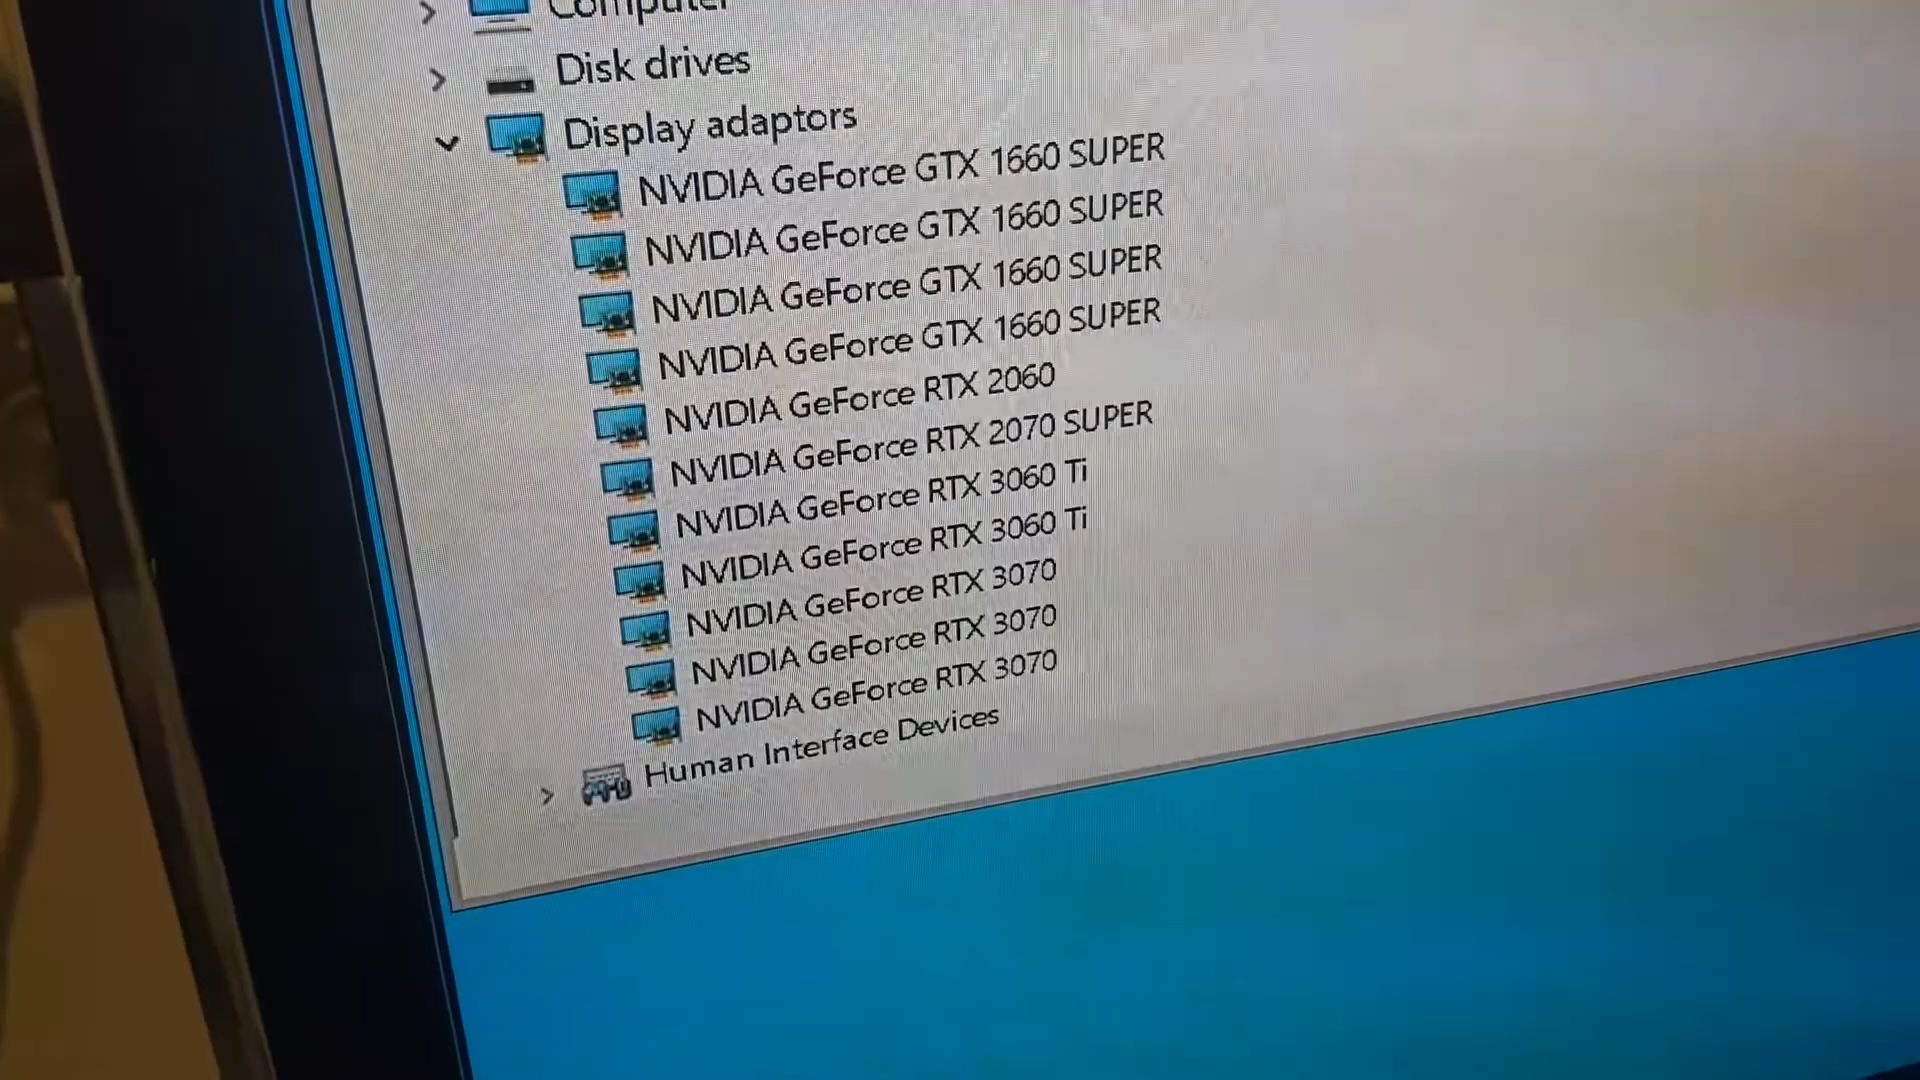 Computer
Disk drives
Display adaptors
NVIDIA GeForce GTX 1660 SUPER
NVIDIA GeForce GTX 1660 SUPER
NVIDIA GeForce GTX 1660 SUPER
NVIDIA GeForce GTX 1660 SUPER
NVIDIA GeForce RTX 2060
NVIDIA GeForce RTX 2070 SUPER
NVIDIA GeForce RTX 3060 Ti
NVIDIA GeForce RTX 3060 Ti
NVIDIA GeForce RTX 3070
NVIDIA GeForce RTX 3070
NVIDIA GeForce RTX 3070
Human Interface Devices